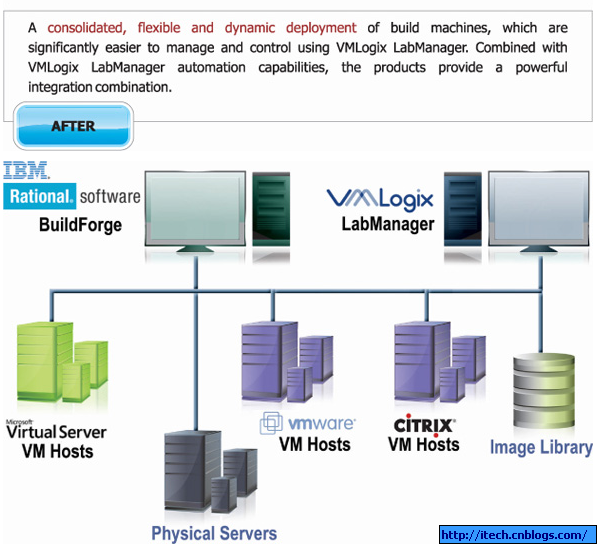 A consolidated, flexible and dynamic deployment of build machines, which are
significantly easier to manage and control using VMLogix LabManager. Combined with
VMLogix LabManager automation capabilities, the products provide a powerful
integration combination.
AFTER
IBM.
Rational. software
BuildForge
VMLogix
LabManager
Microsoft
Virtual Server
VM Hosts
vmware®
VM Hosts
CITRIX®
VM Hosts
Image Library
Physical Servers
http://itech.cnblogs.com/